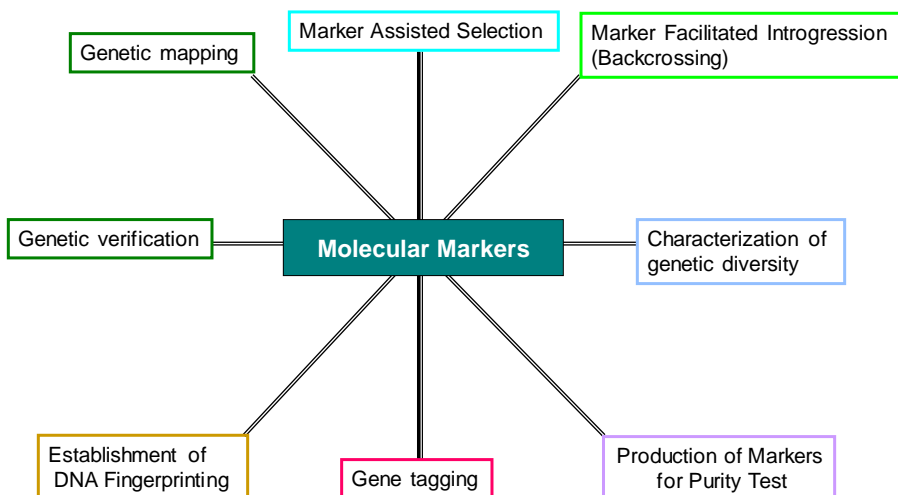 Marker Assisted Selection
Marker Facilitated Introgression
(Backcrossing)
Genetic mapping
Genetic verification
Molecular Markers
Characterization of
genetic diversity
Establishment of
DNA Fingerprinting
Gene tagging
Production of Markers
for Purity Test